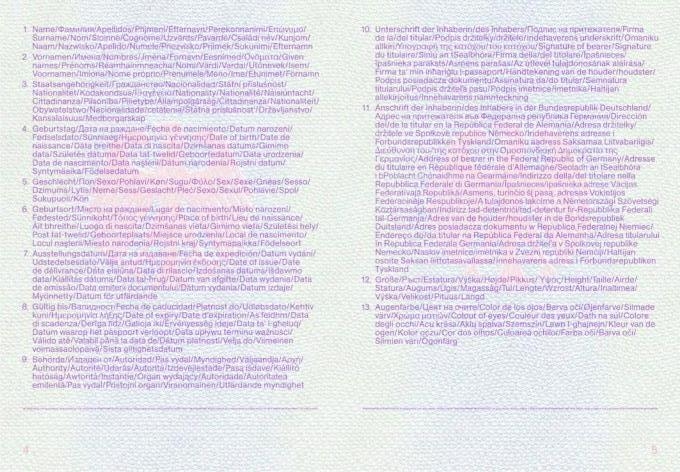 1. Name/Фамилия/Apellidos/Příjmení/Efternavn/Perekonnanimi/Επώνυμο/
Surname/Nom/Sloinne/Cognome/Uzvārds/Pavardė/Családi név/Kunjom/
Naam/Nazwisko/Apelido/Numele/Priezvisko/Priimek/Sukunimi/Efternamn
2. Vornamen/Имена/Nombres/Jméno/Fornavn/Eesnimed/Ονόματα/Given
names/Prénoms/Réamhainmneacha/Nomi/Vārdi/Vardai/Utónév(ek)/Isem/
Voornamen/Imiona/Nome próprio/Prenumele/Meno/Ime/Etunimet/Förnamn
3. Staatsangehörigkeit/Гражданство/Nacionalidad/Státní příslušnost/
Nationalitet/Kodakondsus/Ιθαγένεια/Nationality/Nationalité/Náisiúntacht/
Cittadinanza/Pilsonība/Pilietybė/Állampolgárság/Ċittadinanza/Nationaliteit/
Obywatelstwo/Nacionalidade/cetățenia/Štátna príslušnosť/Državljanstvo/
Kansalaisuus/Medborgarskap
4. Geburtstag/Дата на раждане/Fecha de nacimiento/Datum narození/
Fødselsdato/Sünniaeg/Ημερομηνία γέννησης/Date of birth/Date de
naissance/Dáta breithe/Data di nascita/Dzimšanas datums/Gimimo
data/Születés dátuma/Data tat-twelid/Geboortedatum/Data urodzenia/
Data de nascimento/Data nașterii/Dátum narodenia/Rojstni datum/
Syntymäaika/Födelsedatum
5. Geschlecht/Пол/Sexo/Pohlaví/Køn/Sugu/Φύλο/Sex/Sexe/Gnéas/Sesso/
Dzimums/Lytis/Neme/Sess/Geslacht/Płeć/Sexo/Sexul/Pohlavie/Spol/
Sukupuoli/Kön
6. Geburtsort/Място на раждане/Lugar de nacimiento/Místo narození/
Fødested/Sünnikoht/Τόπος γέννησης/Place of birth/Lieu de naissance/
Áit bhreithe/Luogo di nascita/Dzimšanas vieta/Gimimo vieta/Születési hely/
Post tat-twelid/Geboorteplaats/Miejsce urodzenia/Local de nascimento/
Locul nașterii/Miesto narodenia/Rojstni kraj/Syntymäpaikka/Födelseort
7. Ausstellungsdatum/Дата на издаване/Fecha de expedición/Datum vydání/
Udstedelsesdato/Välja antud/Ημερομηνία έκδοσης/Date of issue/Date
de délivrance/Dáta eisiúna/Data di rilascio/Izdošanas datums/Išdavimo
data/Kiállítás dátuma/Data tal-ħruġ/Datum van afgifte/Data wydania/Data
de emissão/Data emiterii documentului/Dátum vydania/Datum izdaje/
Myönnetty/Datum för utfärdande
8. Gültig bis/Валидност/Fecha de caducidad/Platnost do/Udløbsdato/Kehtiv
kuni/Ημερομηνία λήξης/Date of expiry/Date d'expiration/As feidhm/Data
di scadenza/Derīga līdz/Galioja iki/Érvényesség ideje/Data ta' l-għeluq/
Datum waarop het paspoort verloopt/Data upływu terminu ważności/
Válido até/Valabil până la data de/Dátum platnosti/Velja do/Viimeinen
voimassaolopäivä/Sista giltighetsdatum
9. Behörde/Издаден от/Autoridad/Pas vydal/Myndighed/Väljaandja/Αρχή/
Authority/Autorité/Údarás/Autorità/Izdevējiestāde/Pasą išdavė/Kiállító
hatóság/Awtorità/Instantie/Organ wydający/Autoridade/Autoritatea
emitentă/Pas vydal/Pristojni organ/Viranomainen/Utfärdande myndighet
4
10. Unterschrift der Inhaberin/des Inhabers/Подпис на притежателя/Firma
de la/del titular/Podpis držitelky/držitele/Indehaverens underskrift/Omaniku
allkiri/Υπογραφή της κατόχου/του κατόχου/Signature of bearer/Signature
du titulaire/Síniú an tSealbhóra/Firma della/del titolare/Īpašnieces/
īpašnieka paraksts/Asmens parašas/Az útlevél tulajdonosának aláírása/
Firma ta' min inħariġlu l-passaport/Handtekening van de houder/houdster/
Podpis posiadacza dokumentu/Assinatura da/do titular/Semnătura
titularului/Podpis držiteľa pasu/Podpis imetnice/imetnika/Haltijan
allekirjoitus/Innehavarens namnteckning
11. Anschrift der Inhaberin/des Inhabers in der Bundesrepublik Deutschland/
Адрес на притежателя във Федерална република Германия/Dirección
de/de la titular en la República Federal de Alemania/Adresa držitelky/
držitele ve Spolkové republice Německo/Indehaverens adresse i
Forbundsrepublikken Tyskland/Omaniku aadress Saksamaa Liitvabariigis/
Διεύθυνση του/της κατόχου στην Ομοσπονδιακή Δημοκρατία της
Γερμανίας/Address of bearer in the Federal Republic of Germany/Adresse
du titulaire en République fédérale d'Allemagne/Seoladh an tSealbhóra
i bPoblacht Chónaidhme na Gearmáine/Indirizzo della/del titolare nella
Repubblica Federale di Germania/Īpašnieces/īpašnieka adrese Vācijas
Federatīvajā Republikā/Asmens, turinčio šį pasą, adresas Vokietijos
Federacinėje Respublikoje/A tulajdonos lakcíme a Németországi Szövetségi
Köztársaságban/Indirizz tad-detentriċi/tad-detentur fir-Repubblika Federali
tal-Ġermanja/Adres van de houder/houdster in de Bondsrepubliek
Duitsland/Adres posiadacza dokumentu w Republice Federalnej Niemiec/
Endereço do/da titular na República Federal da Alemanha/Adresa titularului
în Republica Federală Germania/Adresa držiteľa v Spolkovej republike
Nemecko/Naslov imetnice/imetnika v Zvezni republiki Nemčiji/Haltijan
osoite Saksan liittotasavallassa/Innehavarens adress i Förbundsrepubliken
Tyskland
12. Größe/Ръст/Estatura/Výška/Højde/Pikkus/Ύψος/Height/Taille/Airde/
Statura/Augums/Ūgis/Magasság/Tul/Lengte/Wzrost/Altura/Înălțimea/
Výška/Velikost/Pituus/Längd
13. Augenfarbe/Цвят на очите/Color de los ojos/Barva očí/Øjenfarve/Silmade
värv/Χρώμα ματιών/Colour of eyes/Couleur des yeux/Dath na súl/Colore
degli occhi/Acu krāsa/Akių spalva/Szemszín/Lewn l-għajnejn/Kleur van de
ogen/Kolor oczu/Cor dos olhos/Culoarea ochilor/Farba očí/Barva oči/
Silmien väri/Ögonfärg
5